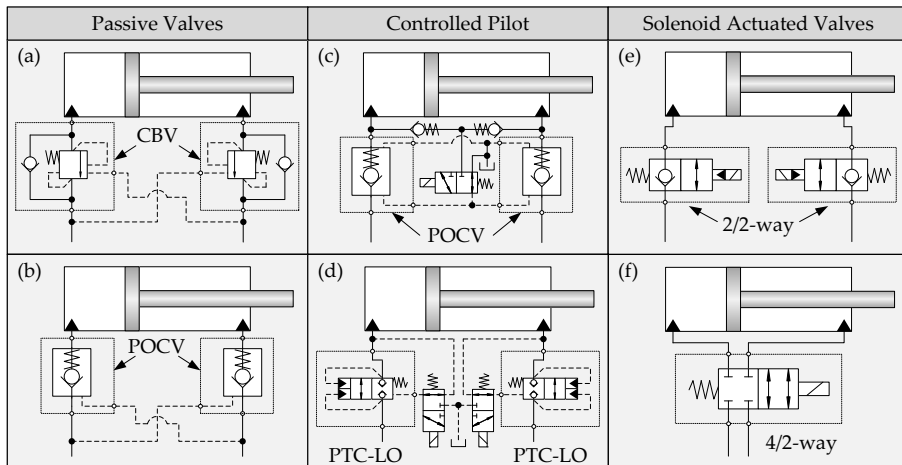 Passive Valves
Controlled Pilot
Solenoid Actuated Valves
(a)
CBV
(c)
POCV
(e)
2/2-way
(b)
POCV
(d)
PTC-LO
PTC-LO
(f)
4/2-way